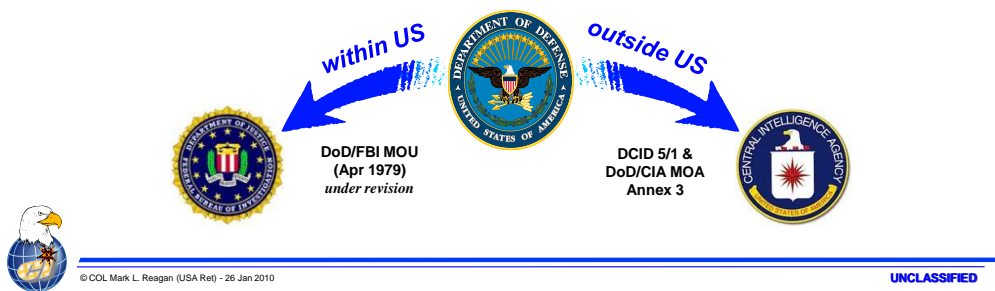 within US
outside US
DEPARTMENT OF DEFENSE
UNITED STATES OF AMERICA
DEPARTMENT OF JUSTICE
FEDERAL BUREAU OF INVESTIGATION
DoD/FBI MOU
(Apr 1979)
under revision
DCID 5/1 &
DoD/CIA MOA
Annex 3
CENTRAL INTELLIGENCE AGENCY
UNITED STATES OF AMERICA
© COL Mark L. Reagan (USA Ret) - 26 Jan 2010
UNCLASSIFIED